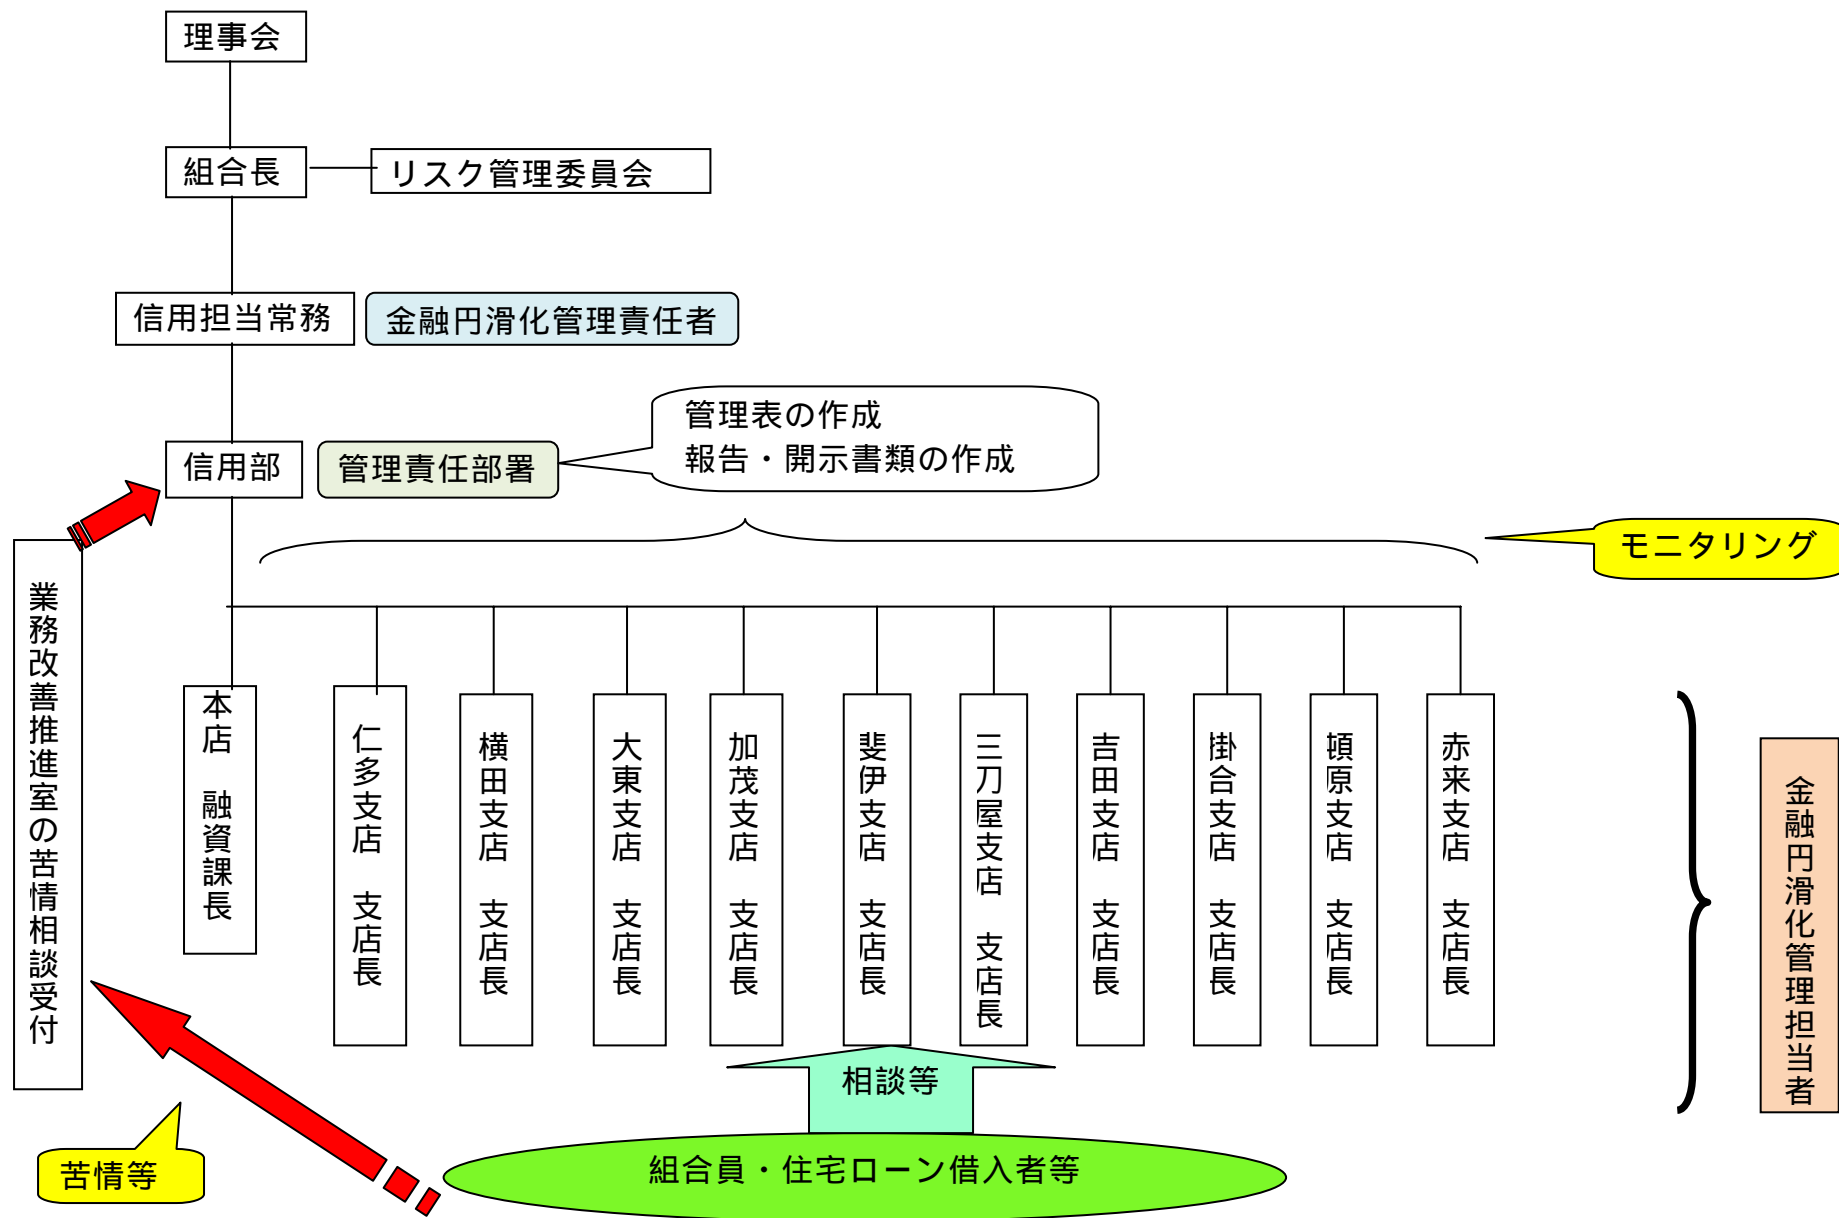 理事会
組合長
リスク管理委員会
信用担当常務
金融円滑化管理責任者
管理表の作成
報告・開示書類の作成
信用部
管理責任部署
モニタリング
業務改善推進室の苦情相談受付
本店　融資課長
仁多支店　支店長
横田支店　支店長
大東支店　支店長
加茂支店　支店長
斐伊支店　支店長
三刀屋支店　支店長
吉田支店　支店長
掛合支店　支店長
頓原支店　支店長
赤来支店　支店長
金融円滑化管理担当者
相談等
苦情等
組合員・住宅ローン借入者等